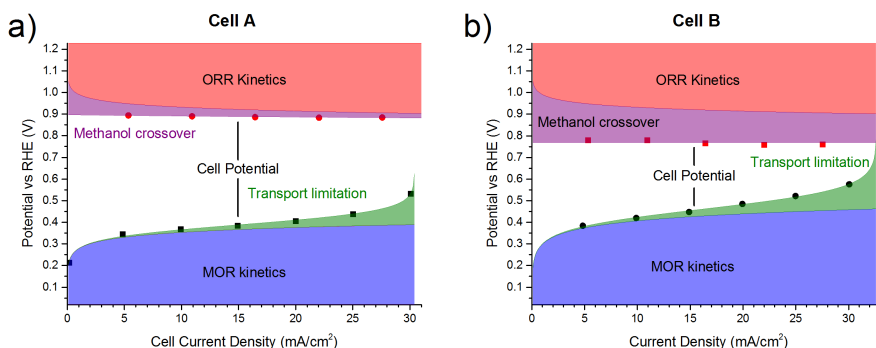 a)
Cell A
Potential vs RHE (V)
1.2
1.1
1.0
0.9
0.8
0.7
0.6
0.5
0.4
0.3
0.2
0.1
ORR Kinetics
Methanol crossover
Cell Potential
Transport limitation
MOR kinetics
0 5 10 15 20 25 30
Cell Current Density (mA/cm²)
b)
Cell B
Potential vs RHE (V)
1.2
1.1
1.0
0.9
0.8
0.7
0.6
0.5
0.4
0.3
0.2
0.1
ORR Kinetics
Methanol crossover
Transport limitation
Cell Potential
MOR kinetics
0 5 10 15 20 25 30
Current Density (mA/cm²)